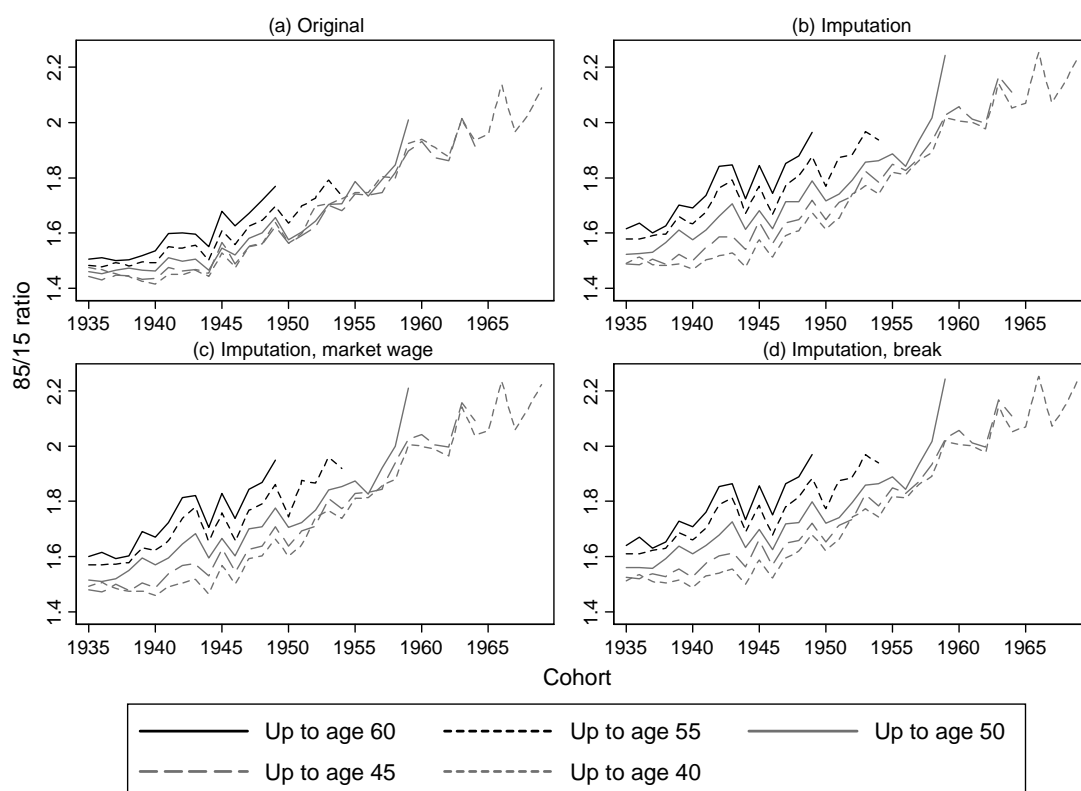 (a) Original
(b) Imputation
2.2
2
1.8
1.6
1.4
1935 1940 1945 1950 1955 1960 1965
2.2
2
1.8
1.6
1.4
1935 1940 1945 1950 1955 1960 1965
85/15 ratio
(c) Imputation, market wage
(d) Imputation, break
2.2
2
1.8
1.6
1.4
1935 1940 1945 1950 1955 1960 1965
2.2
2
1.8
1.6
1.4
1935 1940 1945 1950 1955 1960 1965
Cohort
Up to age 60 Up to age 55 Up to age 50
Up to age 45 Up to age 40